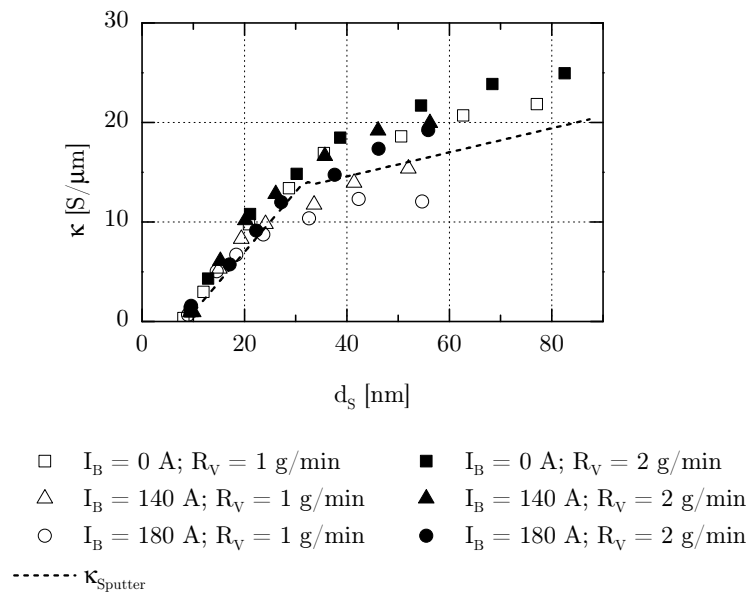 30
20
10
0
κ [S/μm]
0 20 40 60 80
d_S [nm]
I_B = 0 A; R_V = 1 g/min
I_B = 0 A; R_V = 2 g/min
I_B = 140 A; R_V = 1 g/min
I_B = 140 A; R_V = 2 g/min
I_B = 180 A; R_V = 1 g/min
I_B = 180 A; R_V = 2 g/min
κ_Sputter